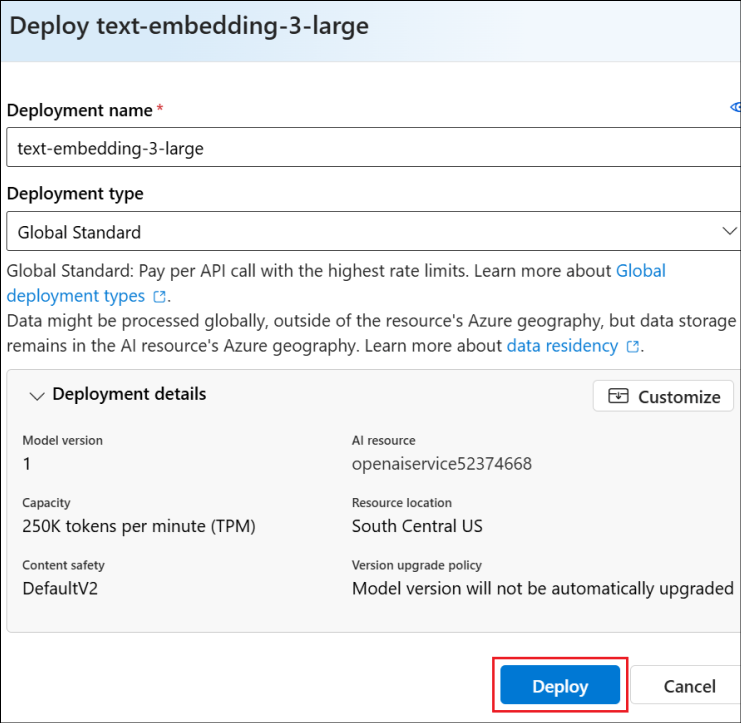 Deploy text-embedding-3-large
Deployment name *
text-embedding-3-large
Deployment type
Global Standard
Global Standard: Pay per API call with the highest rate limits. Learn more about Global
deployment types.
Data might be processed globally, outside of the resource's Azure geography, but data storage
remains in the AI resource's Azure geography. Learn more about data residency.
Deployment details
Customize
Model version
AI resource
1
openaiservice52374668
Capacity
Resource location
250K tokens per minute (TPM)
South Central US
Content safety
Version upgrade policy
DefaultV2
Model version will not be automatically upgraded
Deploy
Cancel